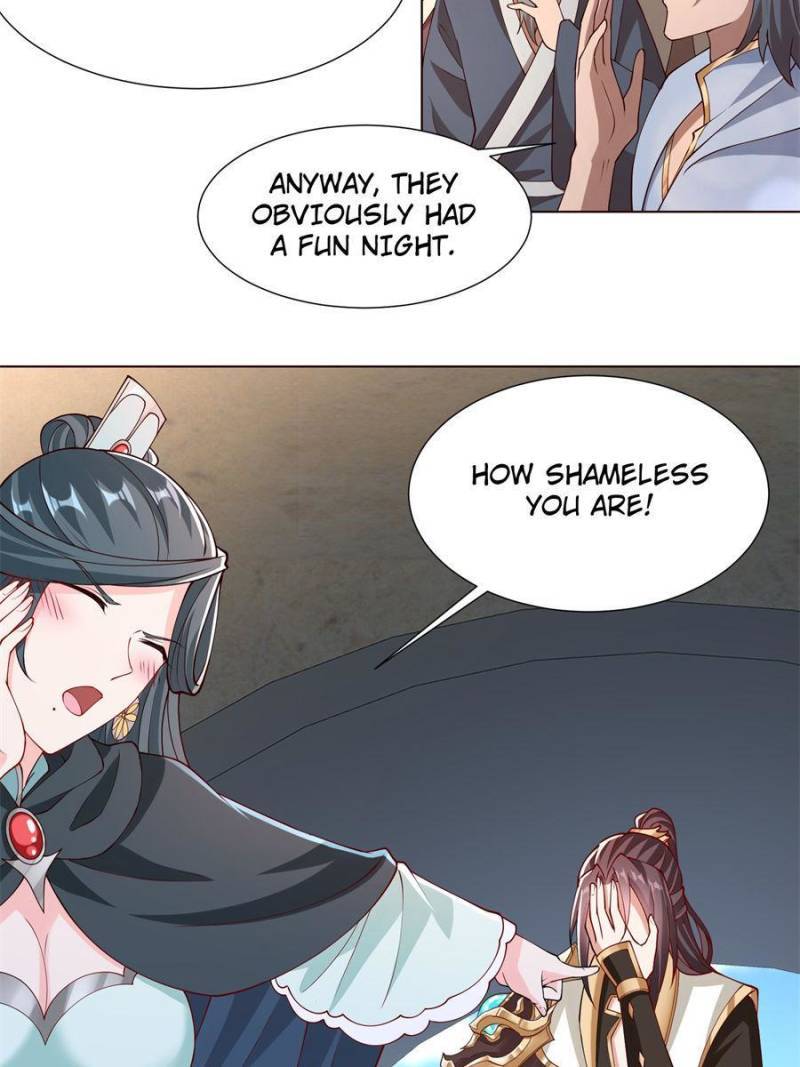 ANYWAY, THEY
OBVIOUSLY HAD
A FUN NIGHT.
HOW SHAMELESS
YOU ARE!